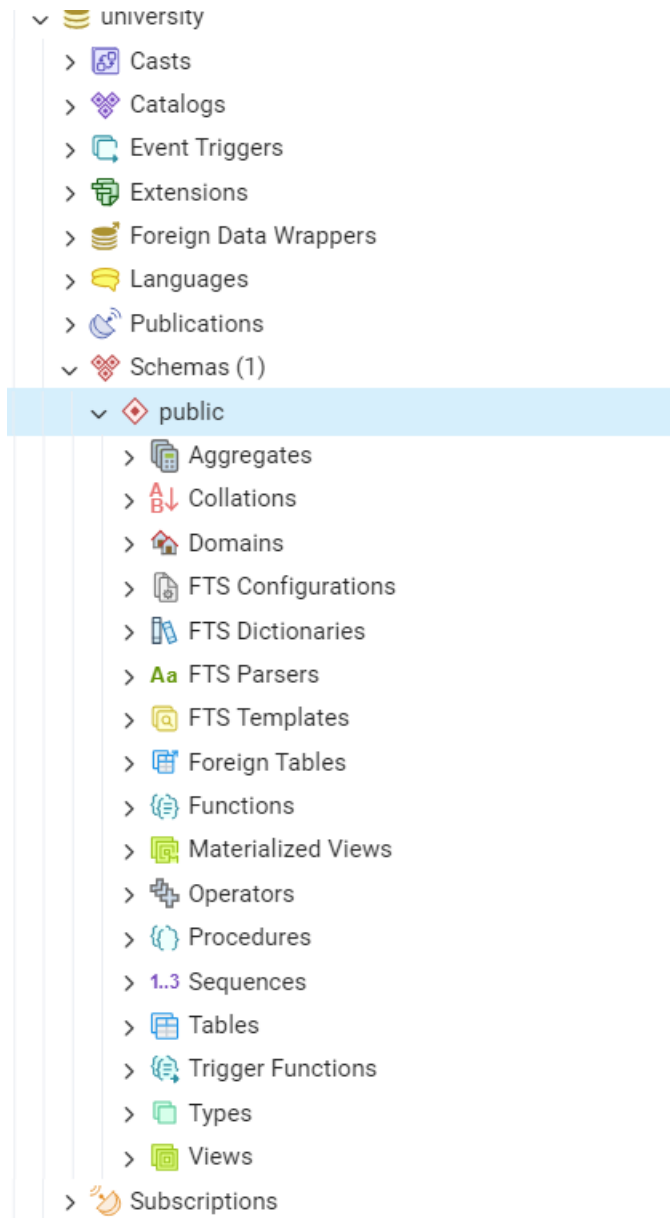 university
Casts
Catalogs
Event Triggers
Extensions
Foreign Data Wrappers
Languages
Publications
Schemas (1)
public
Aggregates
AB Collations
Domains
FTS Configurations
FTS Dictionaries
Aa FTS Parsers
FTS Templates
Foreign Tables
Functions
Materialized Views
Operators
Procedures
1..3 Sequences
Tables
Trigger Functions
Types
Views
Subscriptions